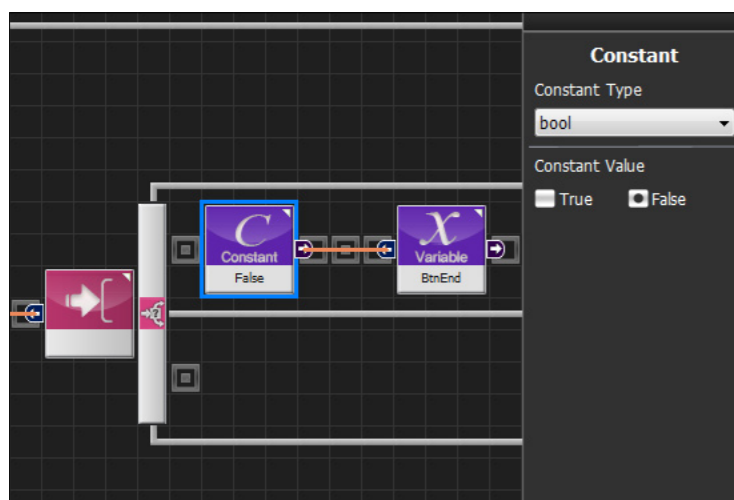 Constant
Constant Type
bool
Constant Value
True False
C
Constant
False
X
Variable
BtnEnd
?